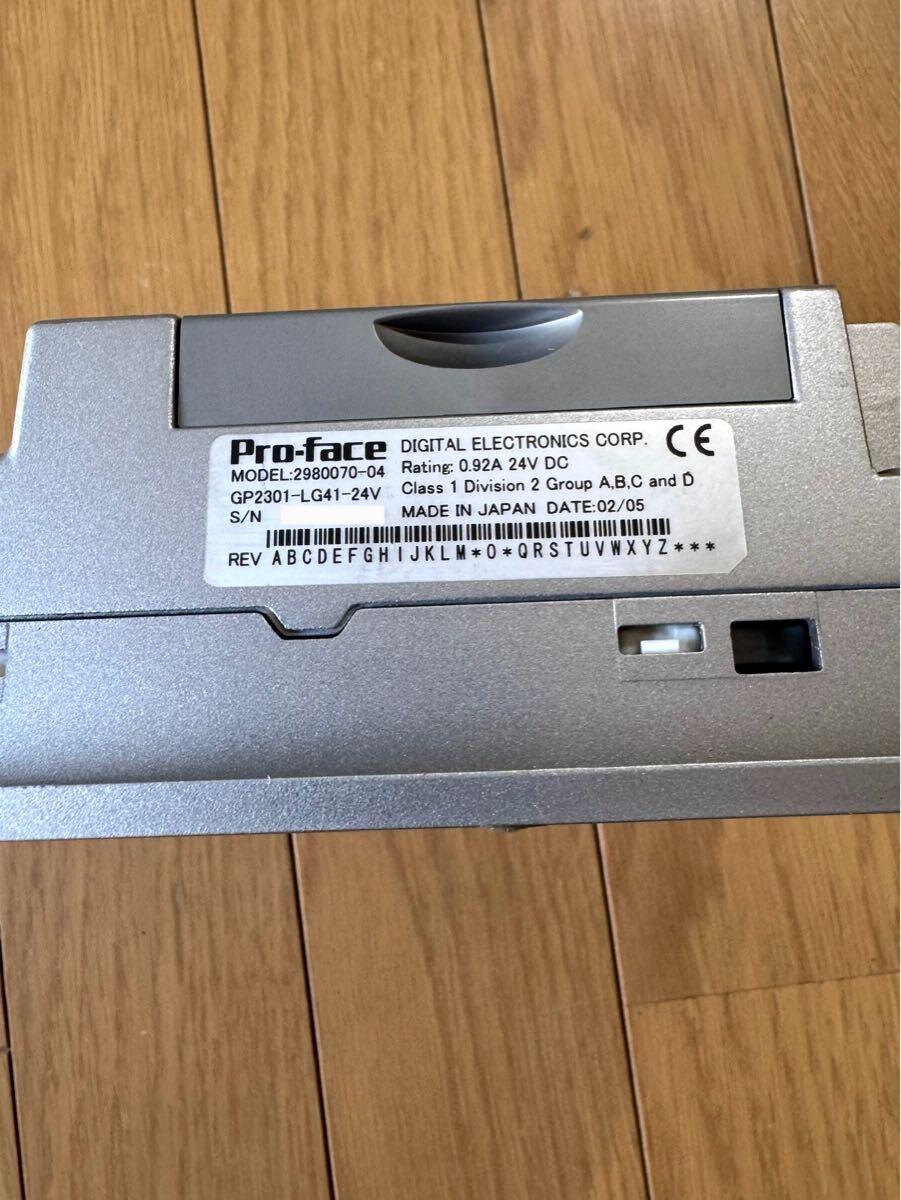 Pro-face DIGITAL ELECTRONICS CORP. CE
MODEL:2980070-04 Rating: 0.92A 24V DC
GP2301-LG41-24V Class 1 Division 2 Group A,B,C and D
S/N MADE IN JAPAN DATE:02/05
REV ABCDEFGHIJKLM*O*QRSTUVWXYZ***